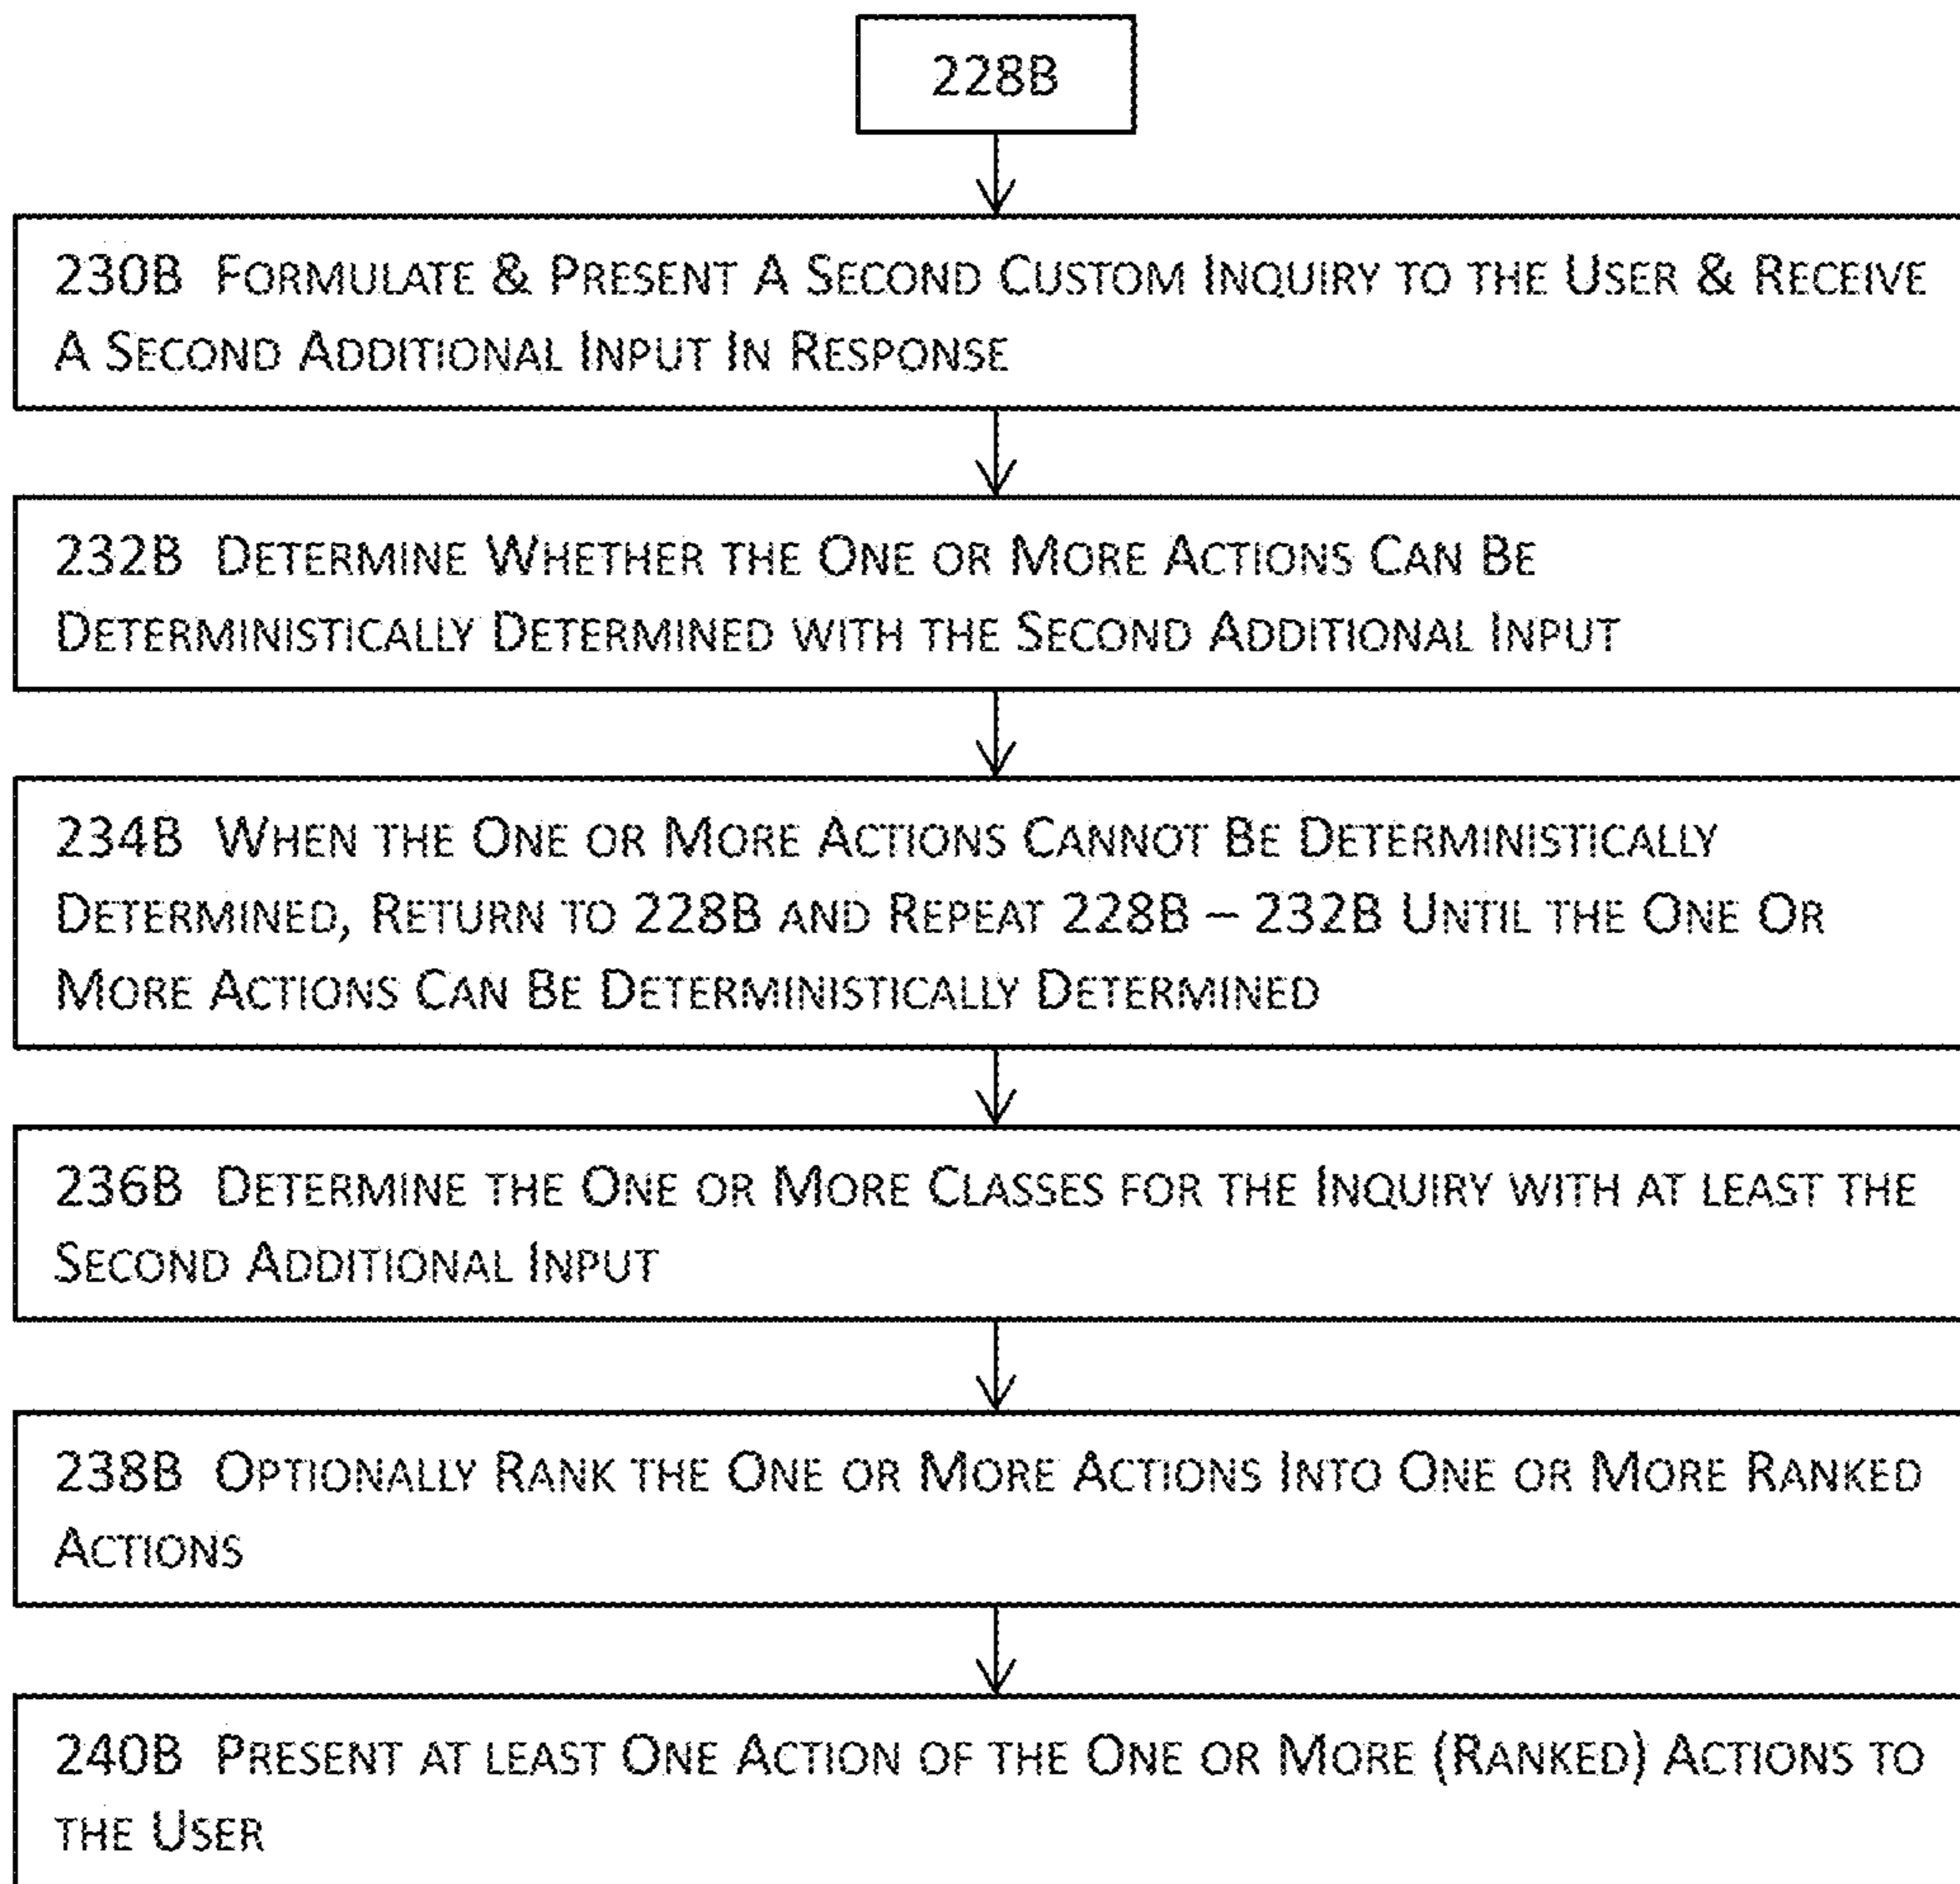 228B
230B Formulate & Present A Second Custom Inquiry to the User & Receive
A Second Additional Input In Response
232B Determine Whether the One or More Actions Can Be
Deterministically Determined with the Second Additional Input
234B When the One or More Actions Cannot Be Deterministically
Determined, Return to 228B and Repeat 228B – 232B Until the One Or
More Actions Can Be Deterministically Determined
236B Determine the One or More Classes for the Inquiry with at least the
Second Additional Input
238B Optionally Rank the One or More Actions Into One or More Ranked
Actions
240B Present at least One Action of the One or More (Ranked) Actions to
the User